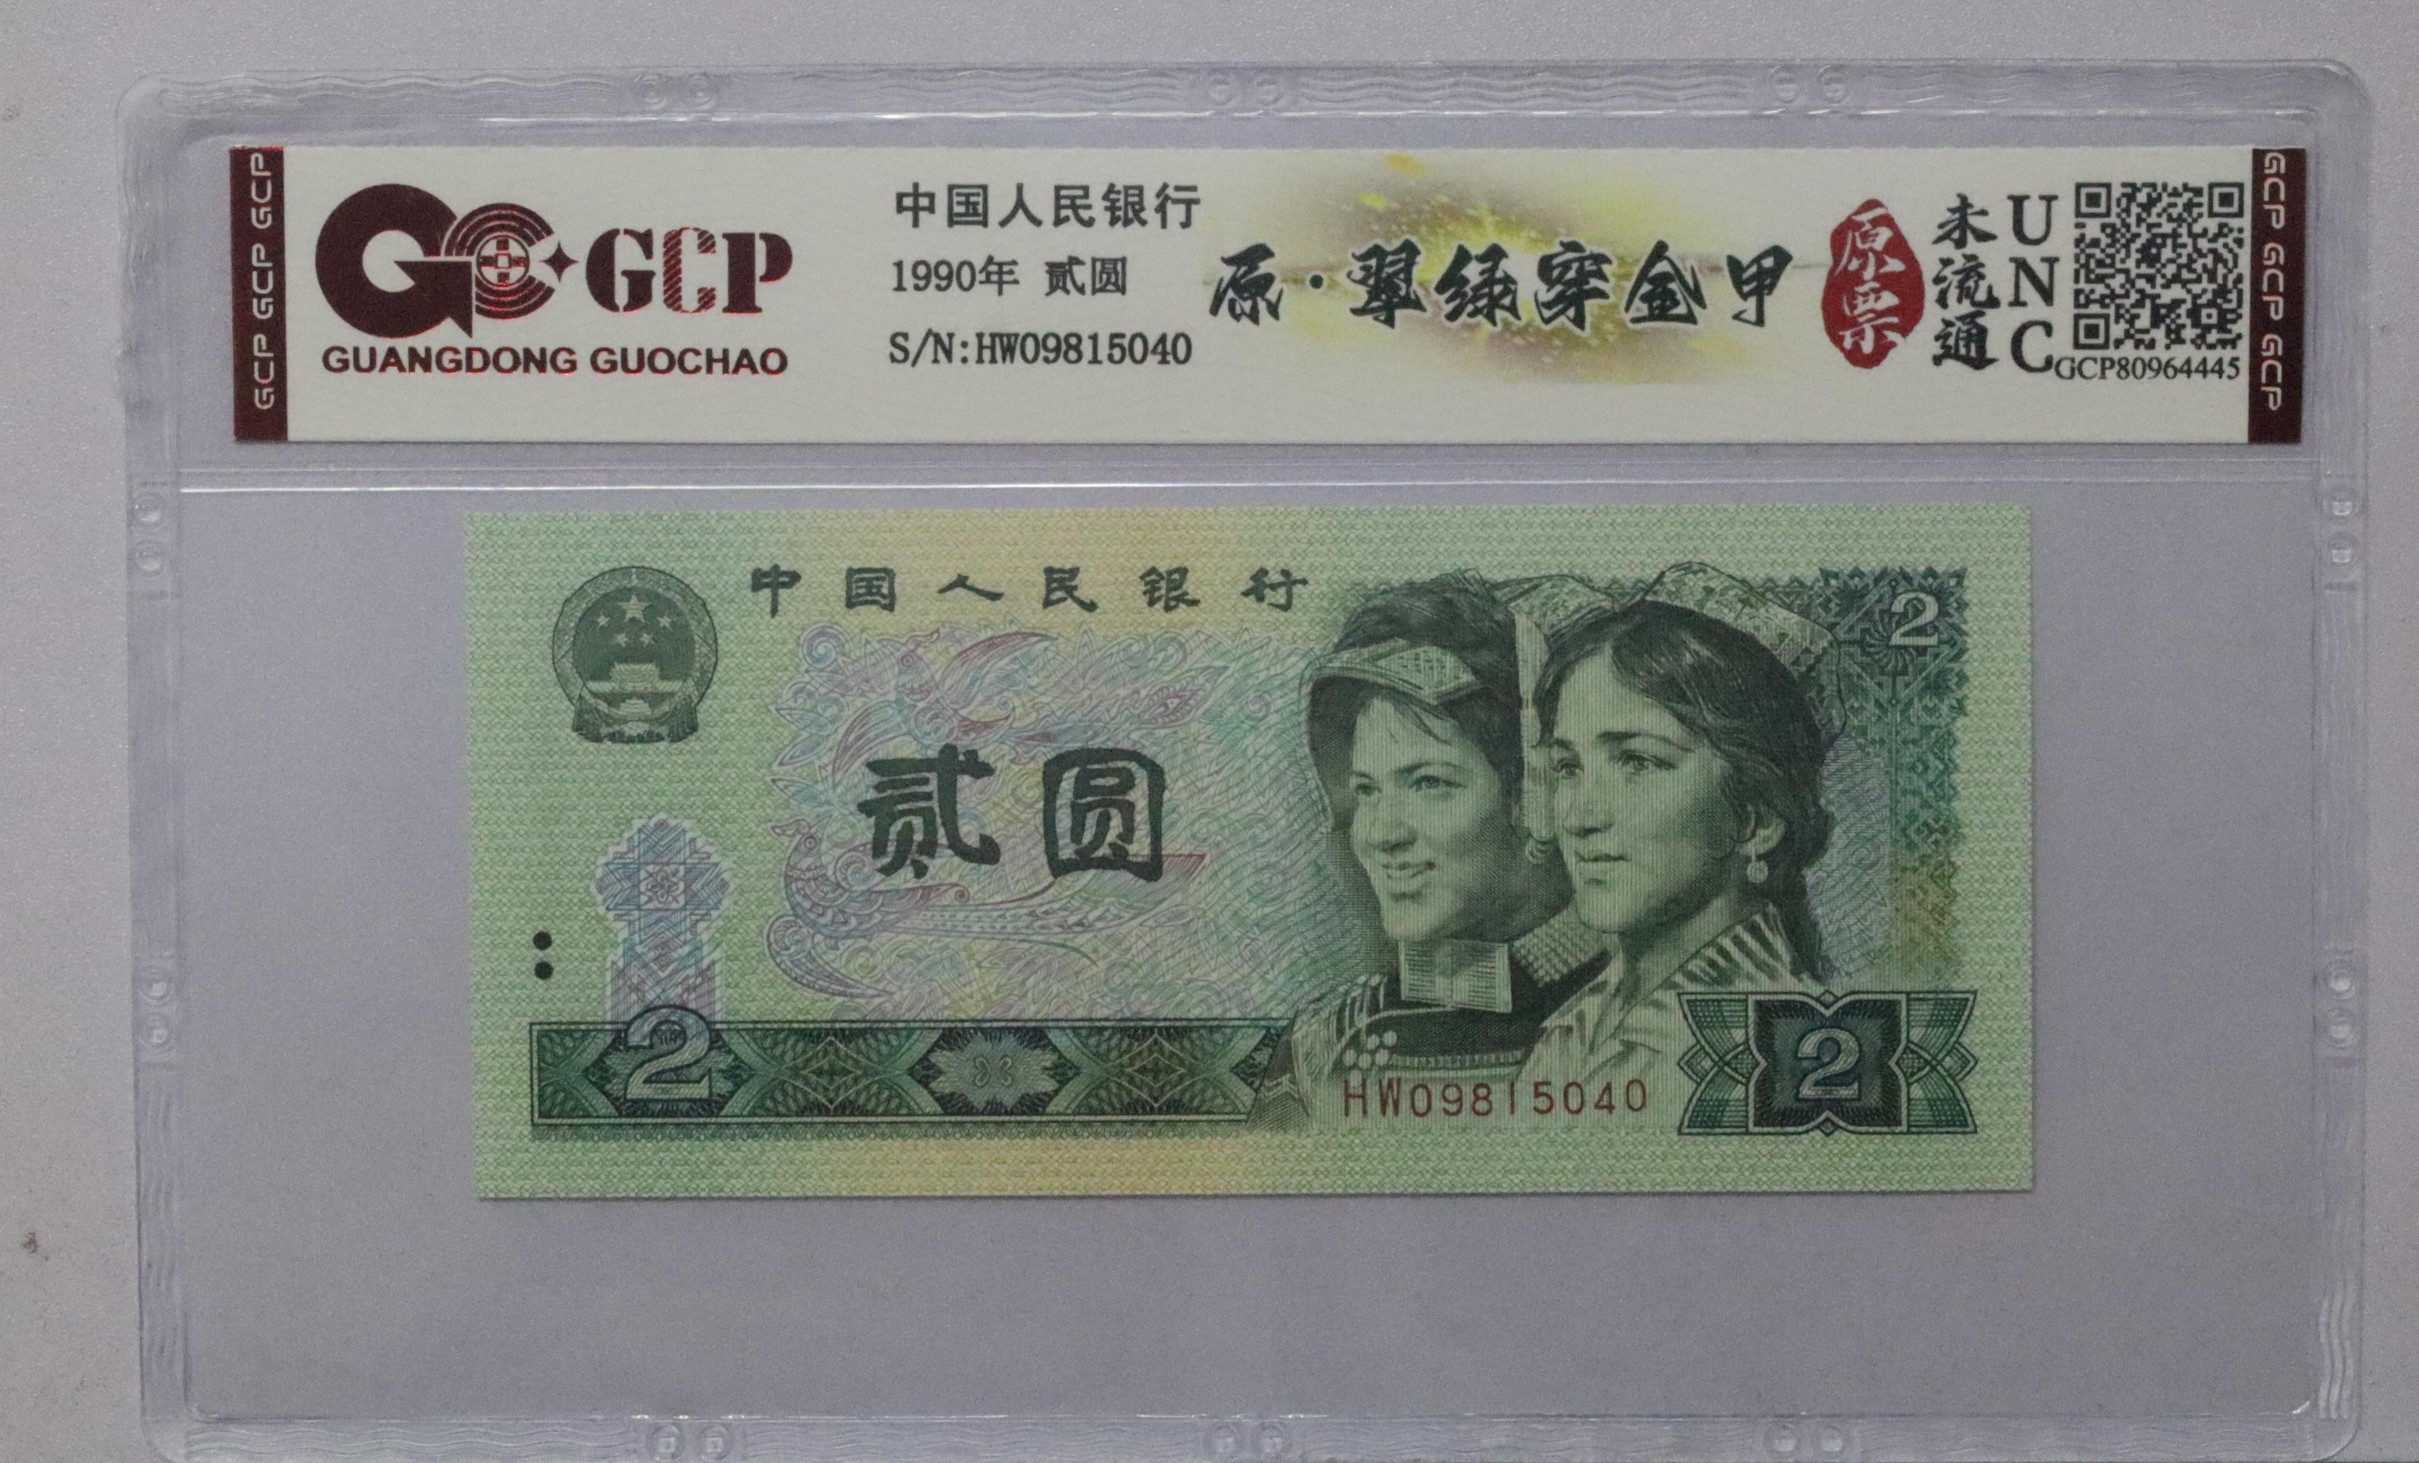 GCP GCP GCP
GCP
GUANGDONG GUOCHAO
中国人民银行
1990年 贰圆
S/N:HW09815040
原·翠绿穿金甲
原票
未流通
UNC
GCP80964445
GCP GCP GCP
中国人民银行
2
贰圆
2
HW09815040
2